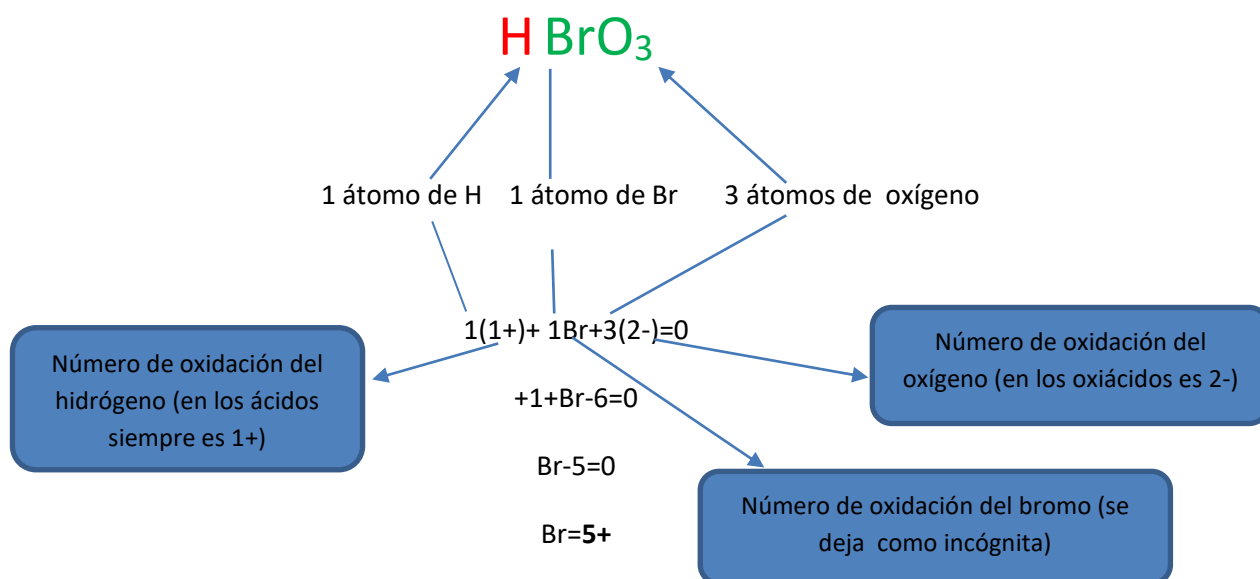 H BrO₃
1 átomo de H 1 átomo de Br 3 átomos de oxígeno
1(1+)+ 1Br+3(2-)=0
Número de oxidación del
hidrógeno (en los ácidos
siempre es 1+)
Número de oxidación del
oxígeno (en los oxiácidos es 2-)
+1+Br-6=0
Br-5=0
Br=5+
Número de oxidación del bromo (se
deja como incógnita)